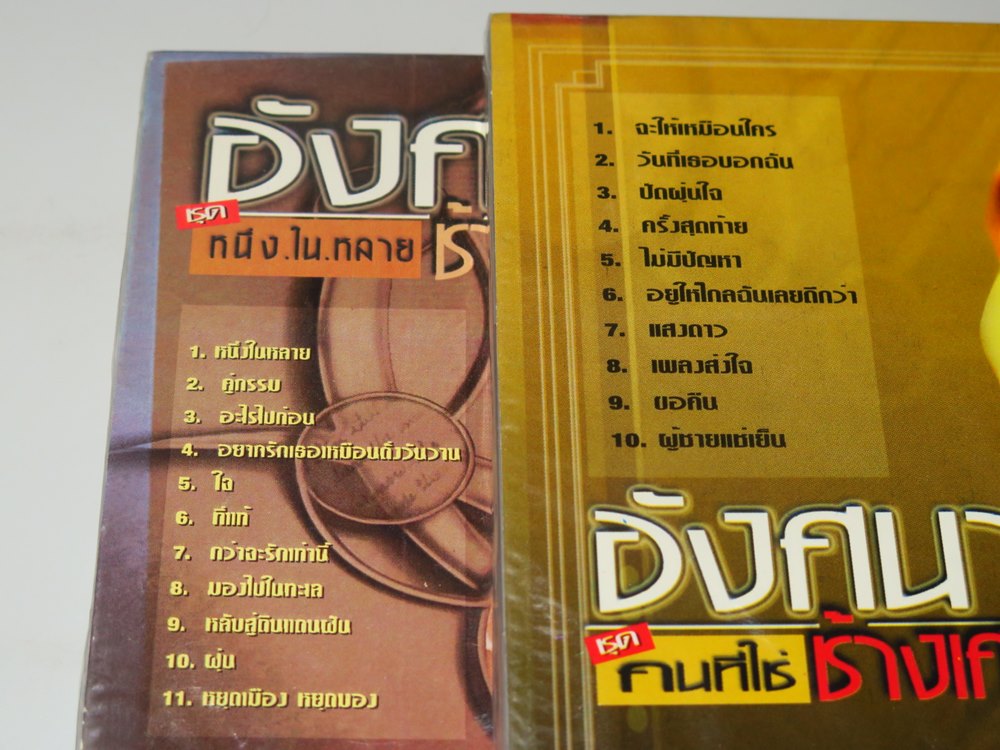 อังศ
ชุด
หนึ่ง.ใน.หลาย
ช้
1. หนึ่งในหลาย
2. คู่กรรม
3. อะไรไปก่อน
4. อยากรักเธอเหมือนดั่งวันวาน
5. ใจ
6. ที่แท้
7. กว่าจะรักเท่านี้
8. มองไปในทะเล
9. หลับสู่ดินแดนฝัน
10. ฝุ่น
11. หยุดเมือง หยุดมอง
1. จะให้เหมือนใคร
2. วันที่เธอบอกฉัน
3. ปัดฝุ่นใจ
4. ครั้งสุดท้าย
5. ไม่มีปัญหา
6. อยู่ให้ไกลฉันเลยดีกว่า
7. แสงดาว
8. เพลงส่งใจ
9. ขอคืน
10. ผู้ชายแช่เย็น
อังศนา
ชุด
คนที่ใช่
ช้างเค